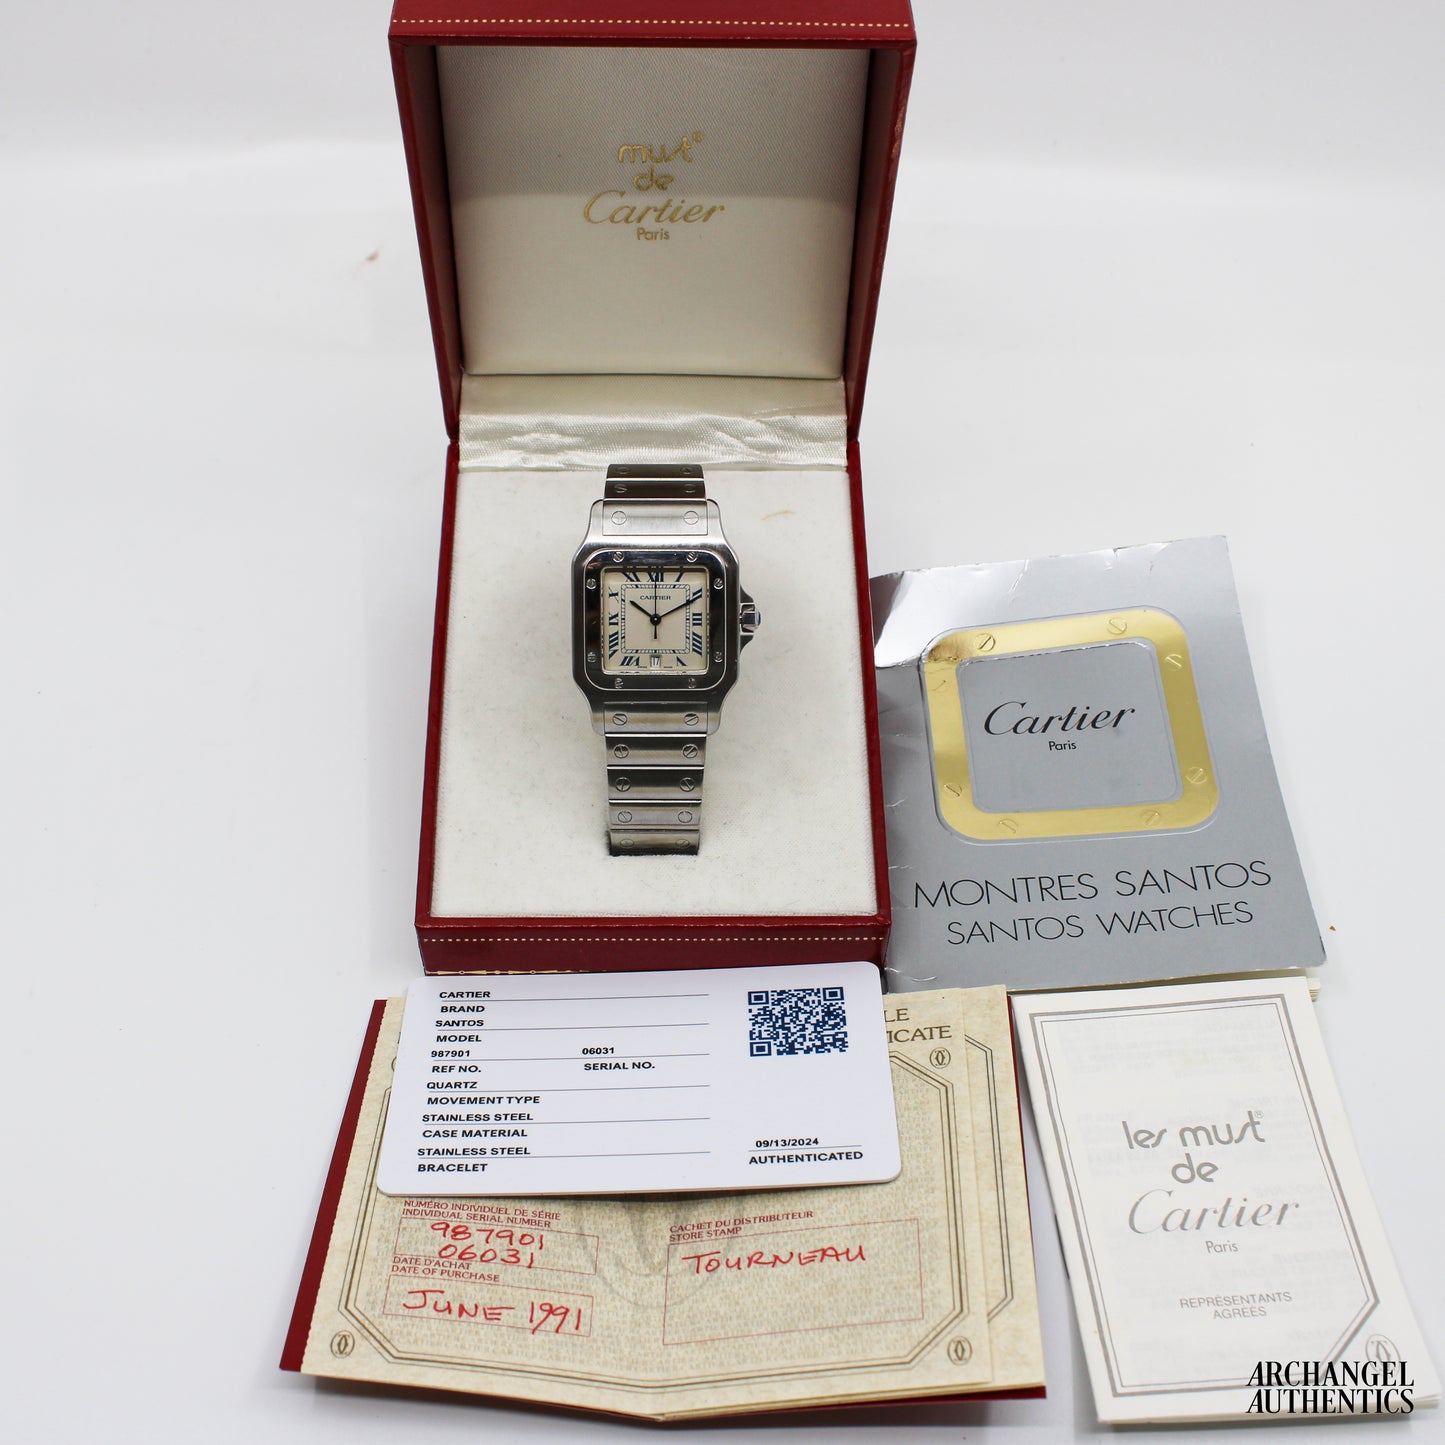 must®
de
Cartier
Paris
CARTIER
Cartier
Paris
MONTRES SANTOS
SANTOS WATCHES
CARTIER
BRAND
SANTOS
MODEL
987901 06031
REF NO. SERIAL NO.
QUARTZ
MOVEMENT TYPE
STAINLESS STEEL
CASE MATERIAL
STAINLESS STEEL
BRACELET
09/13/2024
AUTHENTICATED
LE
ICATE
NUMÉRO INDIVIDUEL DE SÉRIE
INDIVIDUAL SERIAL NUMBER
987901
06031
DATE D'ACHAT
DATE OF PURCHASE
JUNE 1991
CACHET DU DISTRIBUTEUR
STORE STAMP
TOURNEAU
les must®
de
Cartier
Paris
REPRÉSENTANTS
AGRÉÉS
ARCHANGEL
AUTHENTICS